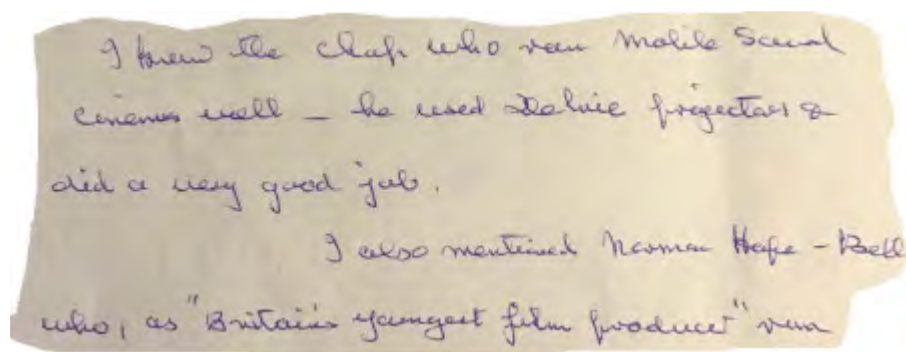 I knew the chap who ran Mobile Sound
cinemas well – he used Debrie projectors &
did a very good job.
I also mentioned Norman Hope-Bell
who, as "Britain's youngest film producer" run